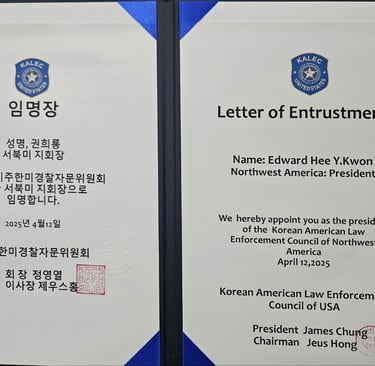 KALEC
UNITED STATES
임명장
성명, 권희룡
서북미 지회장
미주한미경찰자문위원회
서북미 지회장으로
임명합니다.
2025년 4월12일
한미경찰자문위원회
회 장 정영열
이사장 제우스홍
KALEC
UNITED STATES
Letter of Entrustmen
Name: Edward Hee Y.Kwon
Northwest America: President
We hereby appoint you as the presid
of the Korean American Law
Enforcement Council of Northwes
America
April 12,2025
Korean American Law Enforceme
Council of USA
President James Chung
Chairman Jeus Hong